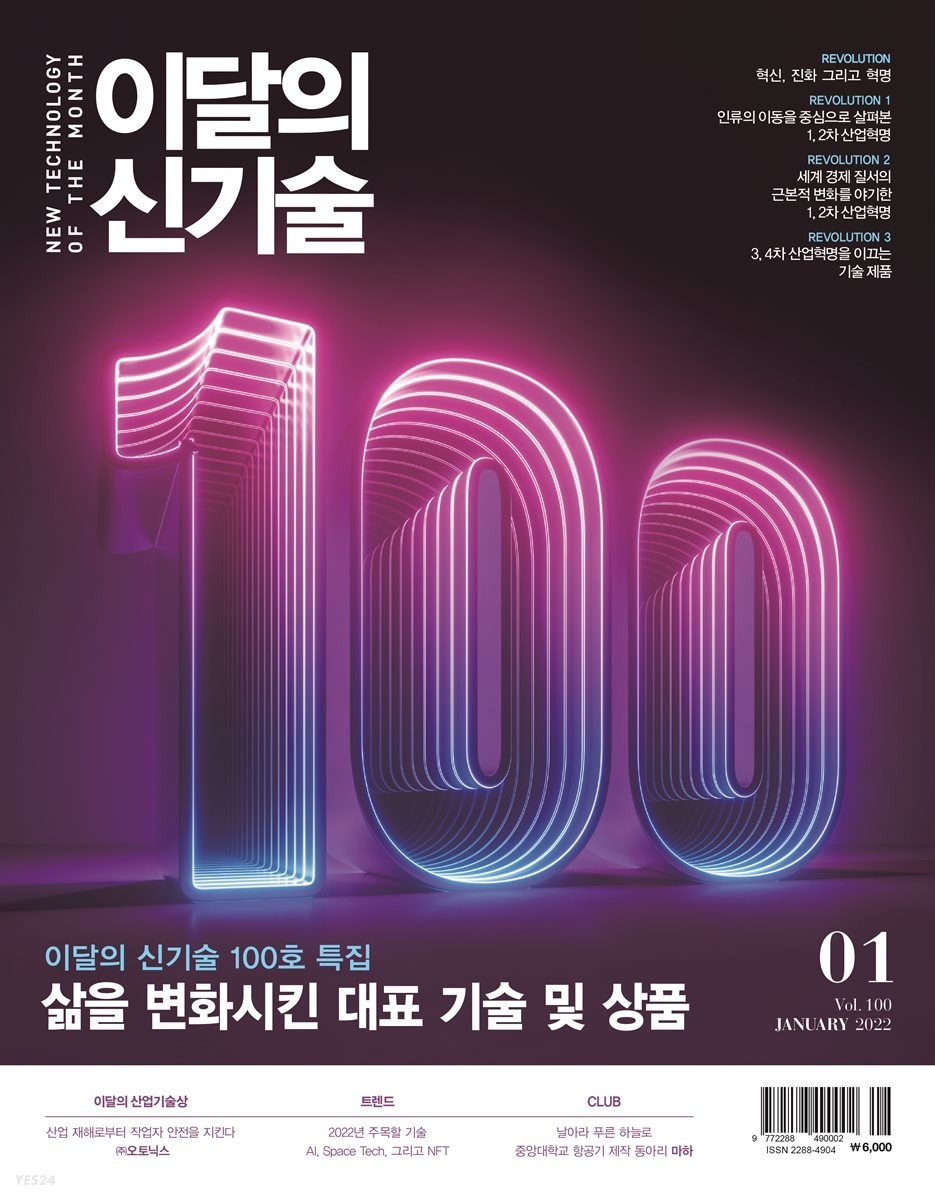 NEW TECHNOLOGY
OF THE MONTH
이달의
신기술
REVOLUTION
혁신, 진화 그리고 혁명
REVOLUTION 1
인류의 이동을 중심으로 살펴본
1, 2차 산업혁명
REVOLUTION 2
세계 경제 질서의
근본적 변화를 야기한
1, 2차 산업혁명
REVOLUTION 3
3, 4차 산업혁명을 이끄는
기술 제품
100
이달의 신기술 100호 특집
삶을 변화시킨 대표 기술 및 상품
01
Vol. 100
JANUARY 2022
이달의 산업기술상
산업 재해로부터 작업자 안전을 지킨다
㈜오토닉스
트렌드
2022년 주목할 기술
AI, Space Tech, 그리고 NFT
CLUB
날아라 푸른 하늘로
중앙대학교 항공기 제작 동아리 마하
9 772288 490002
ISSN 2288-4904
₩6,000
YES24